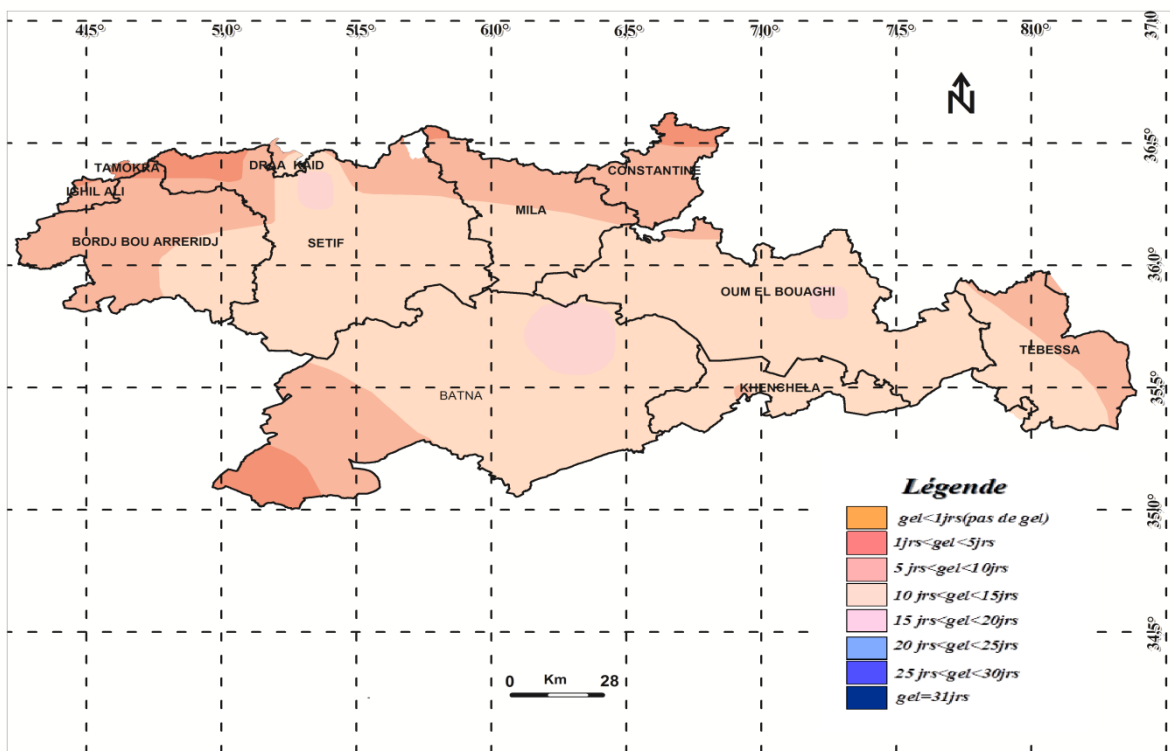 4,5° 5,0° 5,5° 6,0° 6,5° 7,0° 7,5° 8,0°
37,0
N
36,5°
TAMOKRA
DRAA KAID
CONSTANTINE
IGHIL ALI
MILA
BORDJ BOU ARRERIDJ
SETIF
36,0°
OUM EL BOUAGHI
TEBESSA
BATNA
KHENCHELA
35,5°
Légende
35,0°
gel<1jrs(pas de gel)
1jrs<gel<5jrs
5 jrs<gel<10jrs
10 jrs<gel<15jrs
15 jrs<gel<20jrs
34,5°
20 jrs<gel<25jrs
25 jrs<gel<30jrs
gel=31jrs
0 Km 28